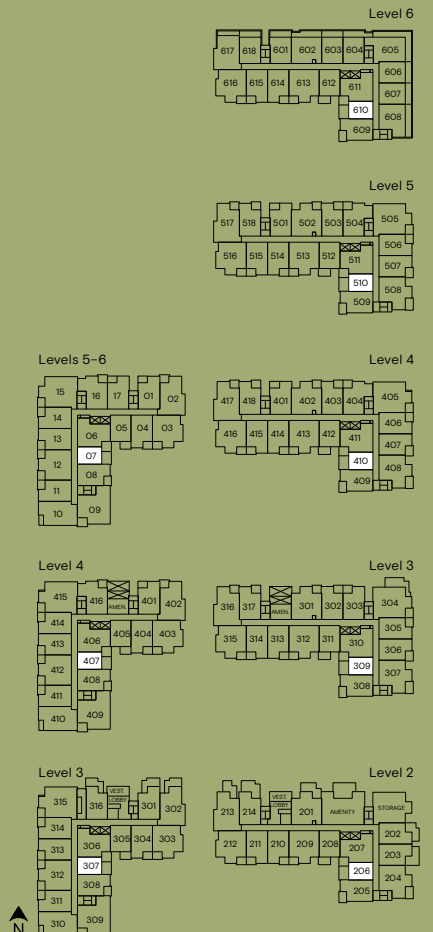 Level 6
617 618 601 602 603 604 605
606
616 615 614 613 612 611
607
610
608
609
Level 5
517 518 501 502 503 504 505
506
516 515 514 513 512 511
507
510
508
509
Levels 5–6
15 16 17 01 02
14
05 04 03
13 06
07
12
08
11
10 09
Level 4
417 418 401 402 403 404 405
406
416 415 414 413 412 411
407
410
408
409
Level 4
415 416 AMEN. 401 402
414
405 404 403
413 406
407
412
408
411
410 409
Level 3
316 317 AMEN. 301 302 303 304
305
315 314 313 312 311 310
306
309
307
308
Level 3
VEST.
LOBBY
315 316 301 302
314
305 304 303
313 306
307
312
308
311
310 309
Level 2
VEST.
LOBBY
213 214 201 AMENITY STORAGE
202
212 211 210 209 208 207
203
206
204
205
N